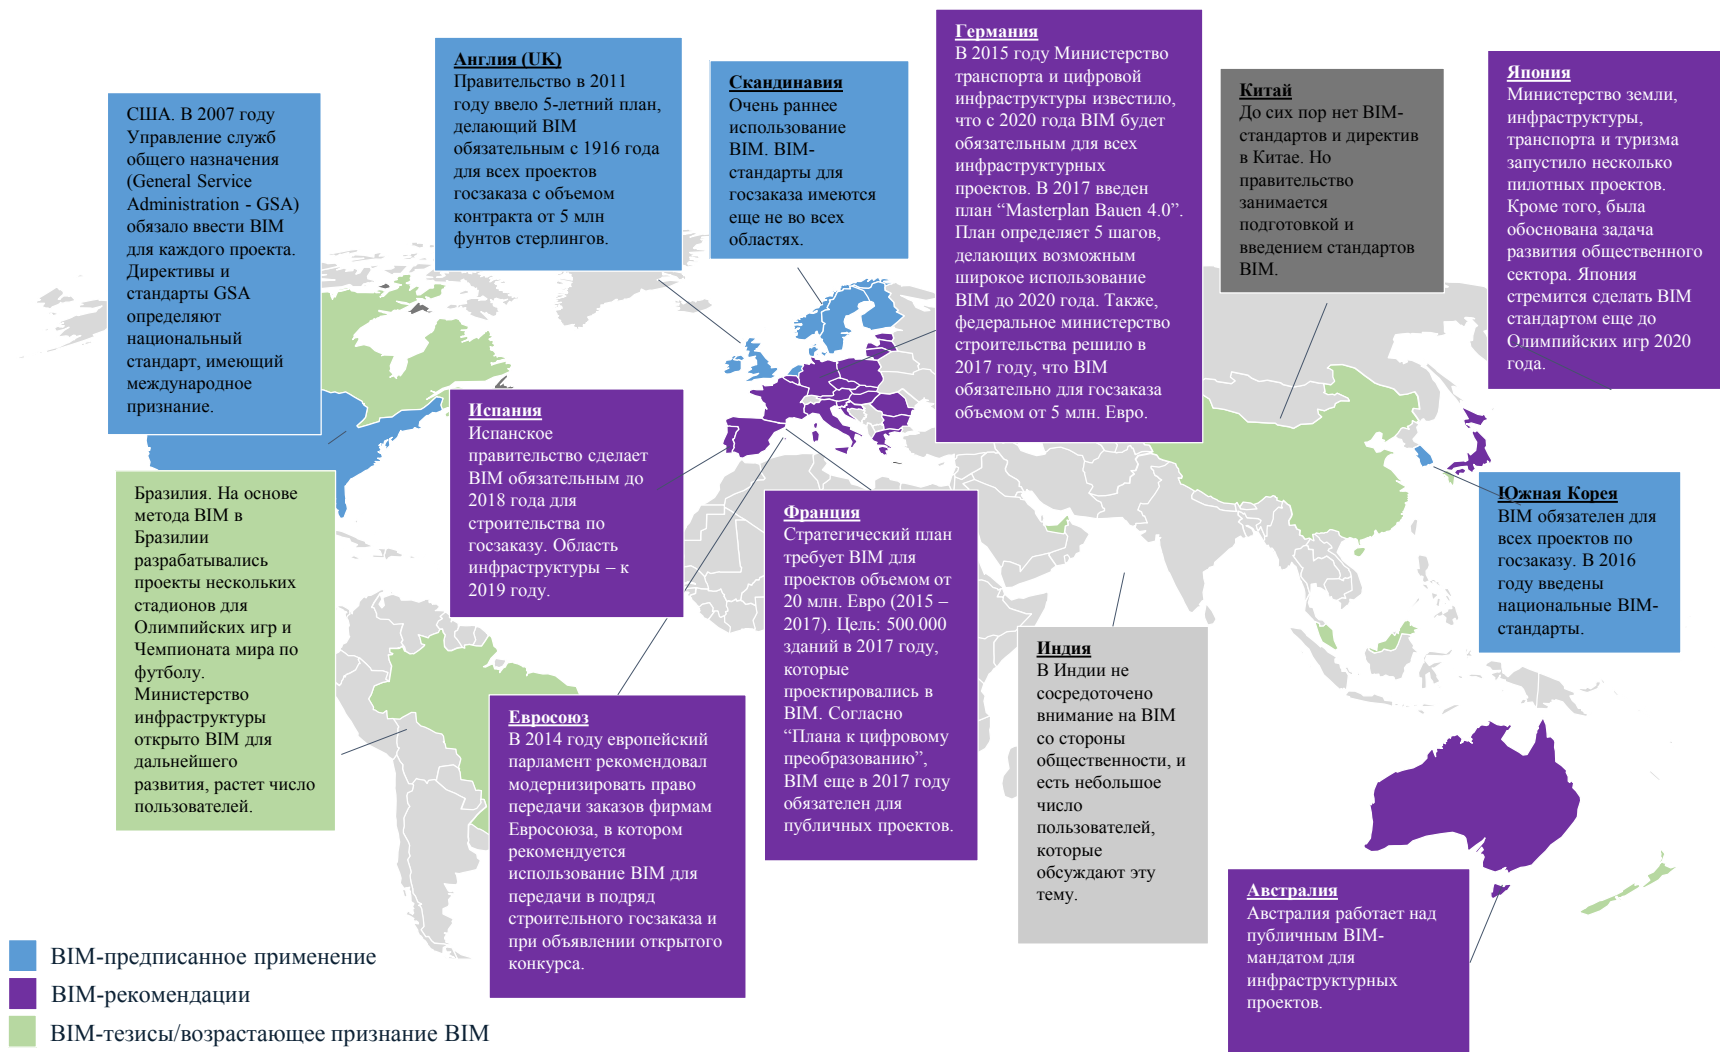 США. В 2007 году
Управление служб
общего назначения
(General Service
Administration - GSA)
обязало ввести BIM
для каждого проекта.
Директивы и
стандарты GSA
определяют
национальный
стандарт, имеющий
международное
признание.
Англия (UK)
Правительство в 2011
году ввело 5-летний план,
делающий BIM
обязательным с 1916 года
для всех проектов
госзаказа с объемом
контракта от 5 млн
фунтов стерлингов.
Скандинавия
Очень раннее
использование
BIM. BIM-
стандарты для
госзаказа имеются
еще не во всех
областях.
Германия
В 2015 году Министерство
транспорта и цифровой
инфраструктуры известило,
что с 2020 года BIM будет
обязательным для всех
инфраструктурных
проектов. В 2017 введен
план “Masterplan Bauen 4.0”.
План определяет 5 шагов,
делающих возможным
широкое использование
BIM до 2020 года. Также,
федеральное министерство
строительства решило в
2017 году, что BIM
обязательно для госзаказа
объемом от 5 млн. Евро.
Китай
До сих пор нет BIM-
стандартов и директив
в Китае. Но
правительство
занимается
подготовкой и
введением стандартов
BIM.
Япония
Министерство земли,
инфраструктуры,
транспорта и туризма
запустило несколько
пилотных проектов.
Кроме того, была
обоснована задача
развития общественного
сектора. Япония
стремится сделать BIM
стандартом еще до
Олимпийских игр 2020
года.
Испания
Испанское
правительство сделает
BIM обязательным до
2018 года для
строительства по
госзаказу. Область
инфраструктуры – к
2019 году.
Бразилия. На основе
метода BIM в
Бразилии
разрабатывались
проекты нескольких
стадионов для
Олимпийских игр и
Чемпионата мира по
футболу.
Министерство
инфраструктуры
открыто BIM для
дальнейшего
развития, растет число
пользователей.
Франция
Стратегический план
требует BIM для
проектов объемом от
20 млн. Евро (2015 –
2017). Цель: 500.000
зданий в 2017 году,
которые
проектировались в
BIM. Согласно
“Плана к цифровому
преобразованию”,
BIM еще в 2017 году
обязателен для
публичных проектов.
Южная Корея
BIM обязателен для
всех проектов по
госзаказу. В 2016
году введены
национальные BIM-
стандарты.
Индия
В Индии не
сосредоточено
внимание на BIM
со стороны
общественности, и
есть небольшое
число
пользователей,
которые
обсуждают эту
тему.
Евросоюз
В 2014 году европейский
парламент рекомендовал
модернизировать право
передачи заказов фирмам
Евросоюза, в котором
рекомендуется
использование BIM для
передачи в подряд
строительного госзаказа и
при объявлении открытого
конкурса.
Австралия
Австралия работает над
публичным BIM-
мандатом для
инфраструктурных
проектов.
BIM-предписанное применение
BIM-рекомендации
BIM-тезисы/возрастающее признание BIM